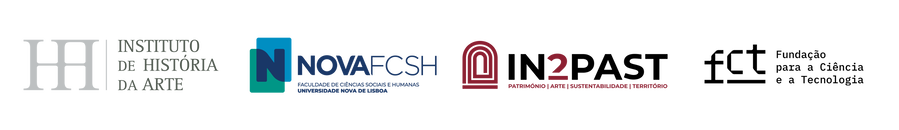 INSTITUTO
DE HISTÓRIA
DA ARTE
NOVAFCSH
FACULDADE DE CIÊNCIAS SOCIAIS E HUMANAS
UNIVERSIDADE NOVA DE LISBOA
IN2PAST
PATRIMÓNIO | ARTE | SUSTENTABILIDADE | TERRITÓRIO
fct
Fundação
para a Ciência
e a Tecnologia